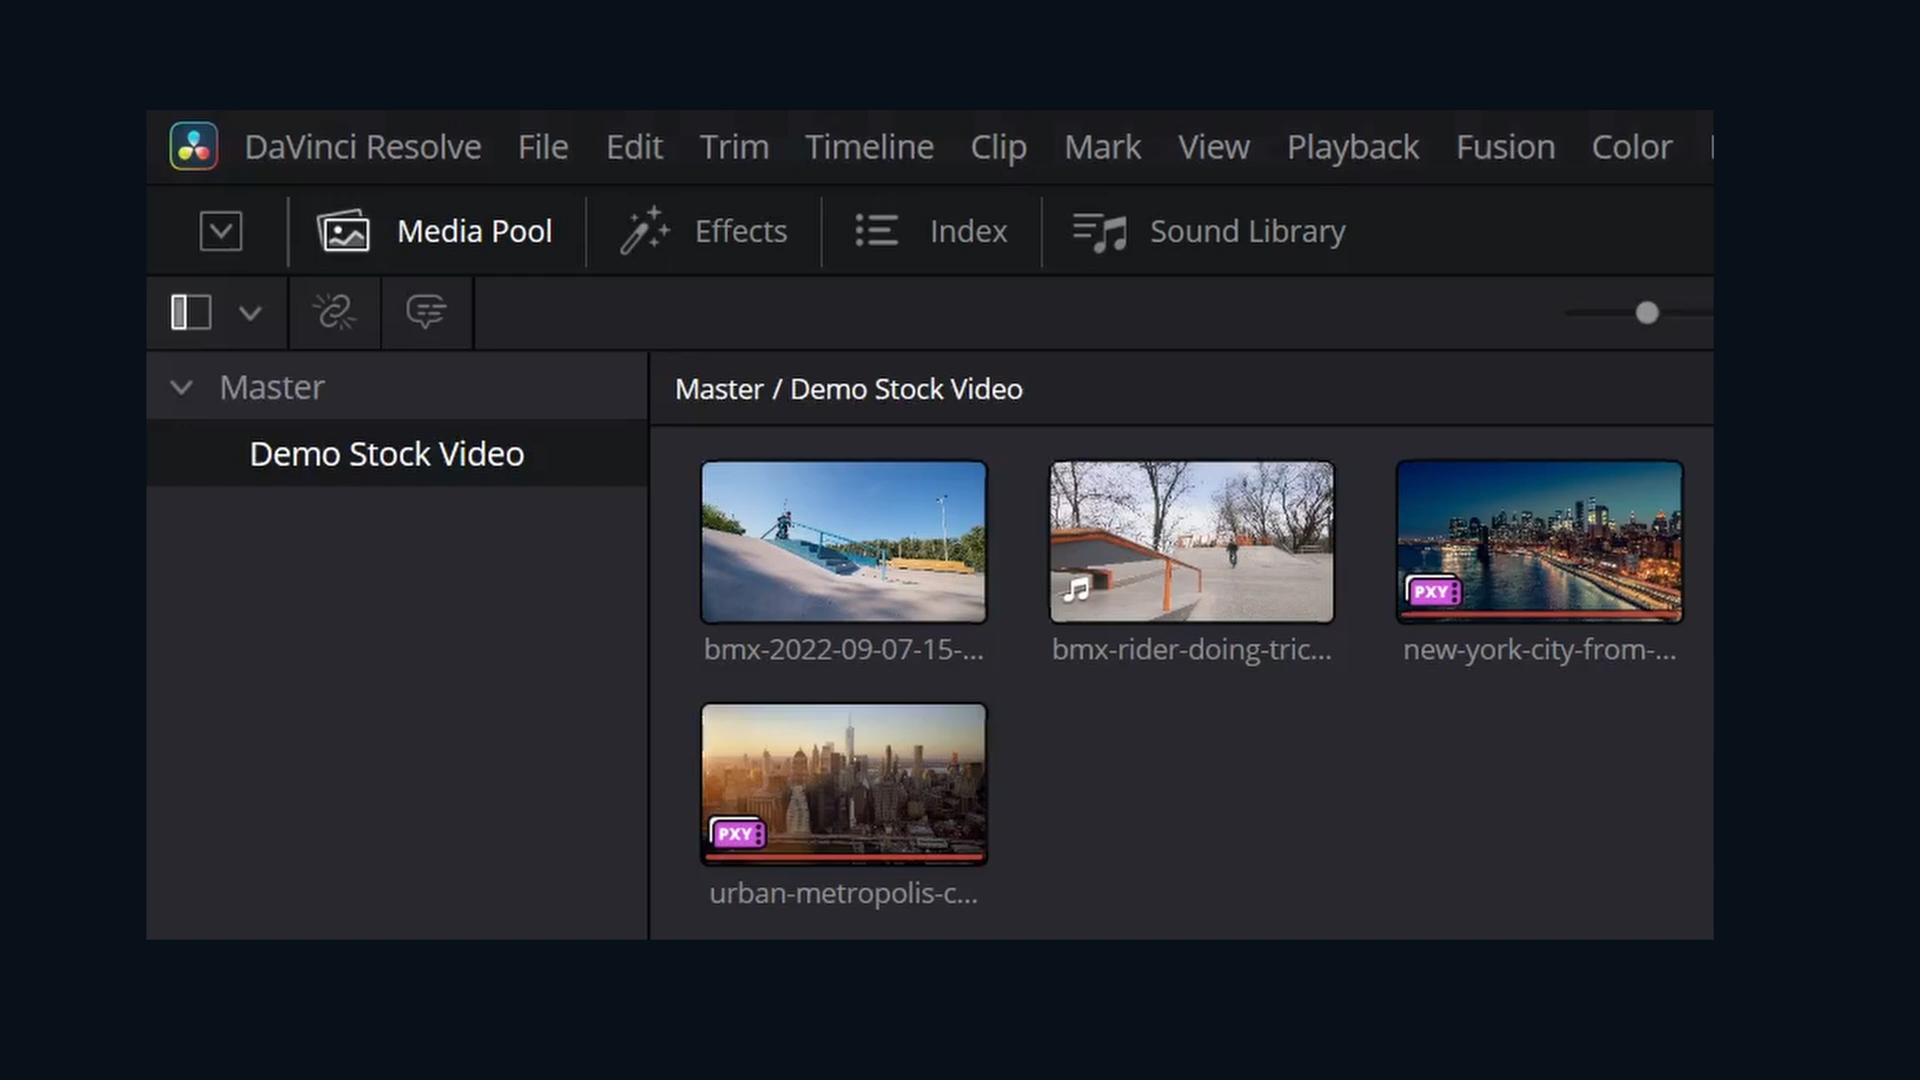 DaVinci Resolve File Edit Trim Timeline Clip Mark View Playback Fusion Color
Media Pool Effects Index Sound Library
Master
Master / Demo Stock Video
Demo Stock Video
PXY
bmx-2022-09-07-15-... bmx-rider-doing-tric... new-york-city-from-...
PXY
urban-metropolis-c...